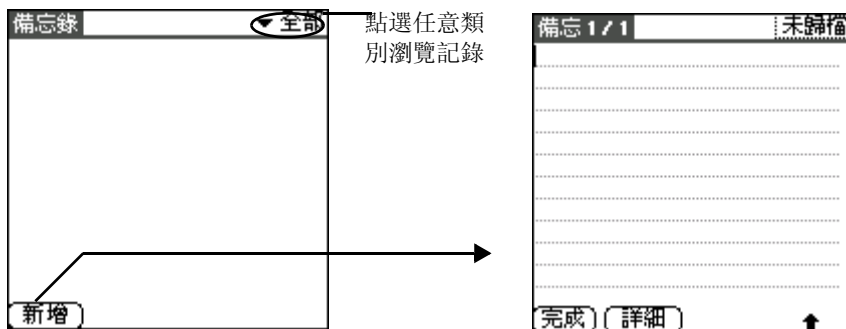 備忘錄
▼ 全部
點選任意類
別瀏覽記錄
新增
備忘 1 / 1
未歸檔
完成
詳細